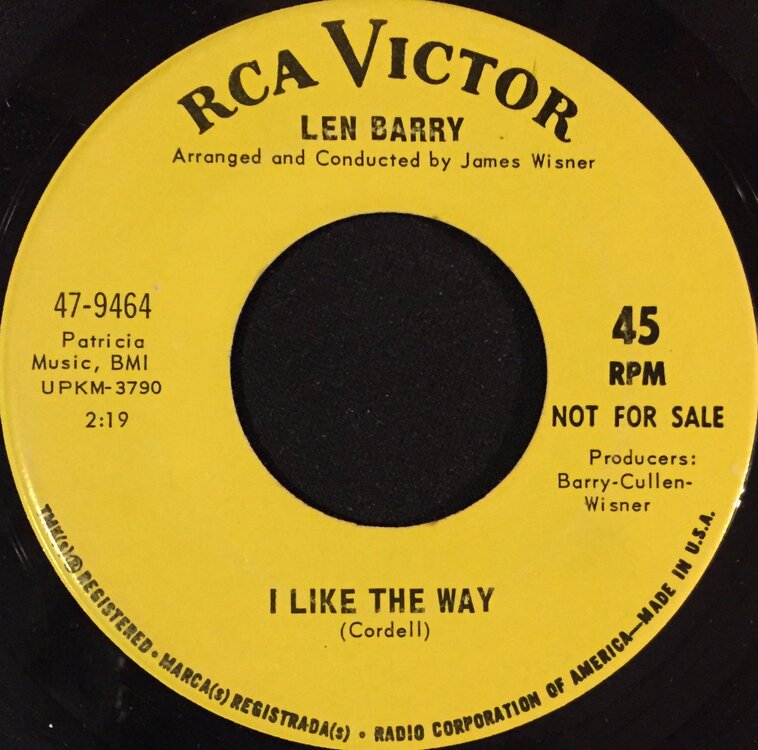 RCA VICTOR
LEN BARRY
Arranged and Conducted by James Wisner
47-9464
Patricia
Music, BMI
UPKM-3790
2:19
45
RPM
NOT FOR SALE
Producers:
Barry-Cullen-
Wisner
I LIKE THE WAY
(Cordell)
TMK(s) ® REGISTERED • MARCA(s) REGISTRADA(s) • RADIO CORPORATION OF AMERICA—MADE IN U.S.A.